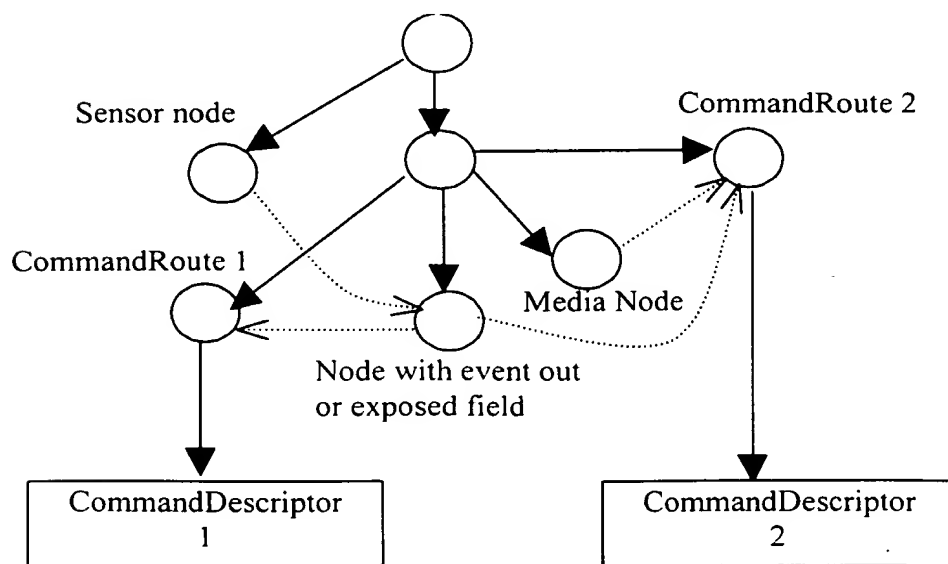 Sensor node
CommandRoute 2
CommandRoute 1
Media Node
Node with event out
or exposed field
CommandDescriptor
1
CommandDescriptor
2